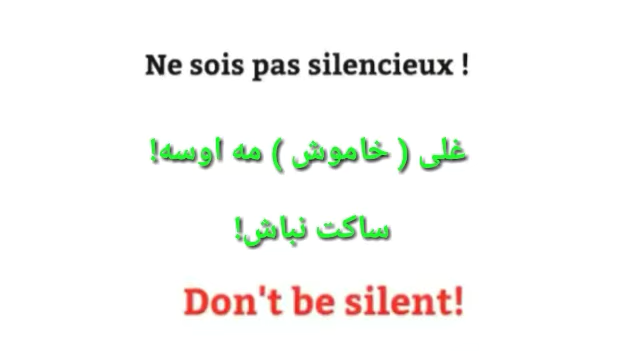 Ne sois pas silencieux !
غلی ( خاموش ) مه اوسه!
ساکت نباش!
Don't be silent!